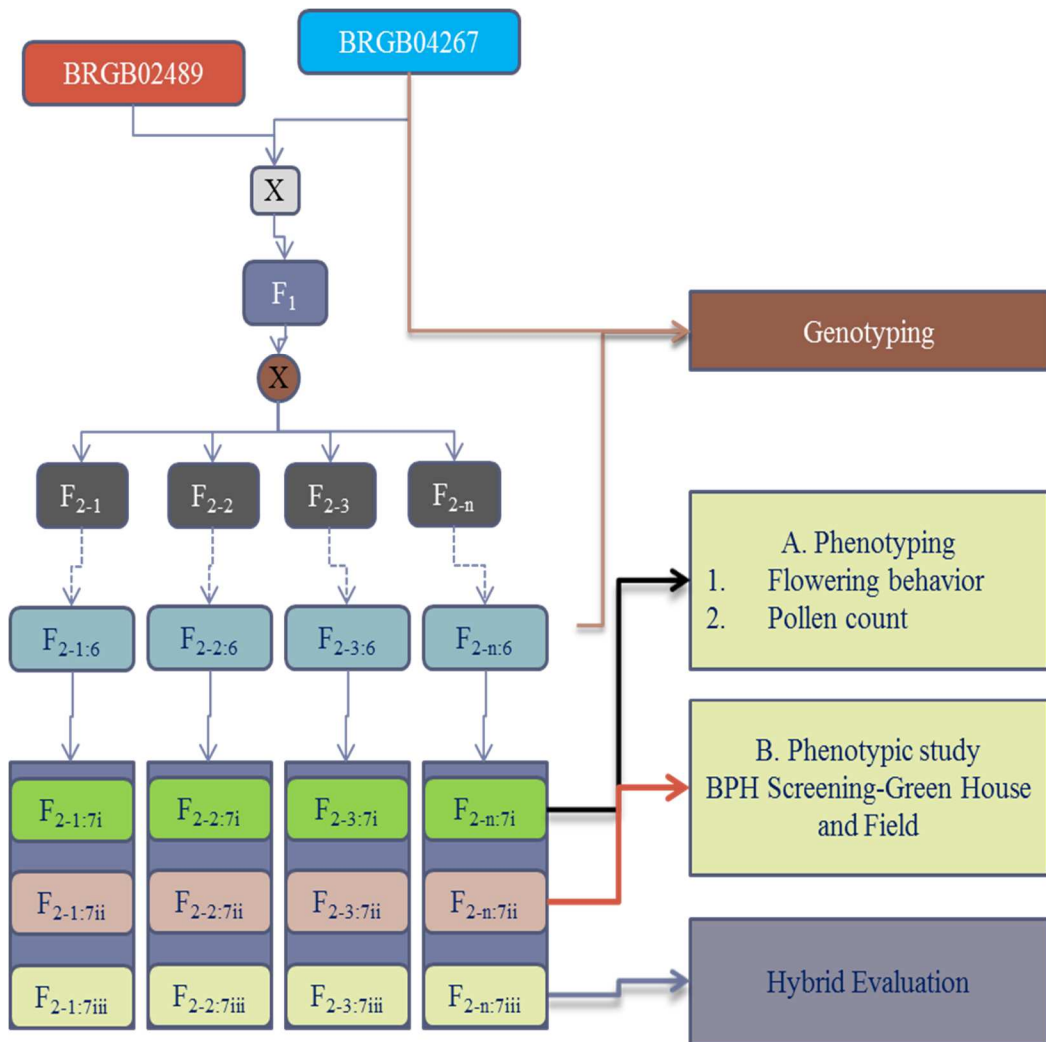 BRGB04267
BRGB02489
X
F₁
Genotyping
X
F₂₋₁ F₂₋₂ F₂₋₃ F₂₋ₙ
A. Phenotyping
1. Flowering behavior
2. Pollen count
F₂₋₁:₆ F₂₋₂:₆ F₂₋₃:₆ F₂₋ₙ:₆
B. Phenotypic study
BPH Screening-Green House
and Field
F₂₋₁:₇ᵢ F₂₋₂:₇ᵢ F₂₋₃:₇ᵢ F₂₋ₙ:₇ᵢ
F₂₋₁:₇ᵢᵢ F₂₋₂:₇ᵢᵢ F₂₋₃:₇ᵢᵢ F₂₋ₙ:₇ᵢᵢ
F₂₋₁:₇ᵢᵢᵢ F₂₋₂:₇ᵢᵢᵢ F₂₋₃:₇ᵢᵢᵢ F₂₋ₙ:₇ᵢᵢᵢ
Hybrid Evaluation